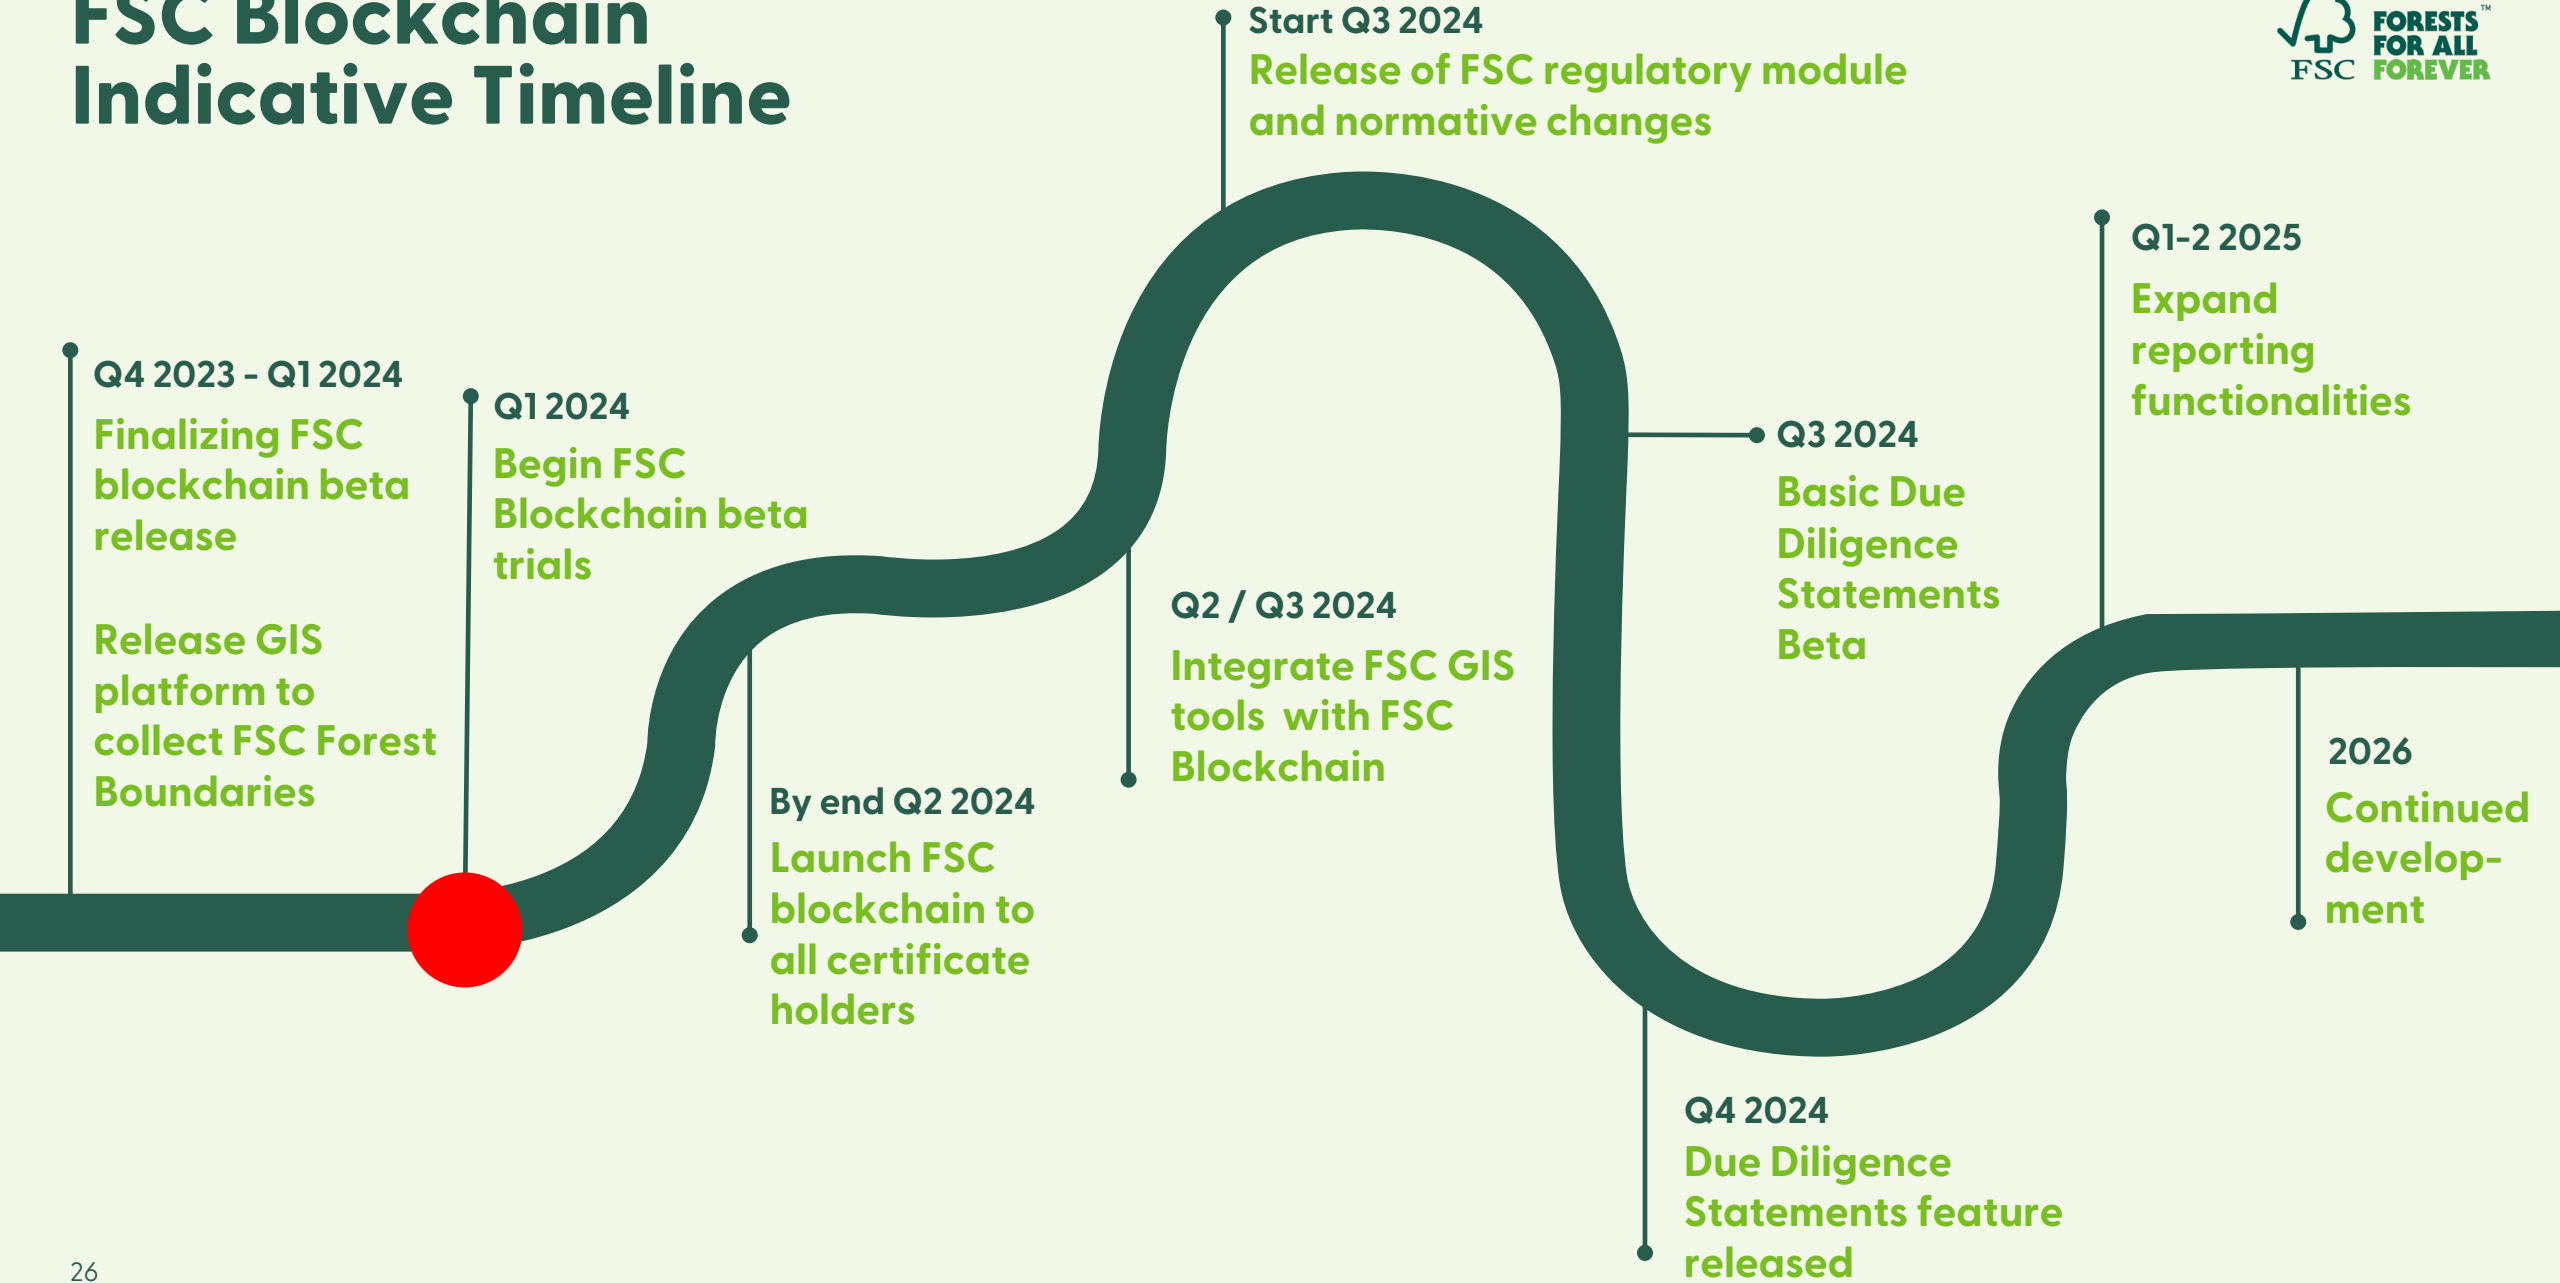 FSC Blockchain
Indicative Timeline
Start Q3 2024
Release of FSC regulatory module
and normative changes
FSC
FORESTS
FOR ALL
FOREVER
™
Q4 2023 - Q1 2024
Finalizing FSC
blockchain beta
release
Release GIS
platform to
collect FSC Forest
Boundaries
Q1 2024
Begin FSC
Blockchain beta
trials
By end Q2 2024
Launch FSC
blockchain to
all certificate
holders
Q2 / Q3 2024
Integrate FSC GIS
tools  with FSC
Blockchain
Q3 2024
Basic Due
Diligence
Statements
Beta
Q4 2024
Due Diligence
Statements feature
released
Q1-2 2025
Expand
reporting
functionalities
2026
Continued
develop-
ment
26